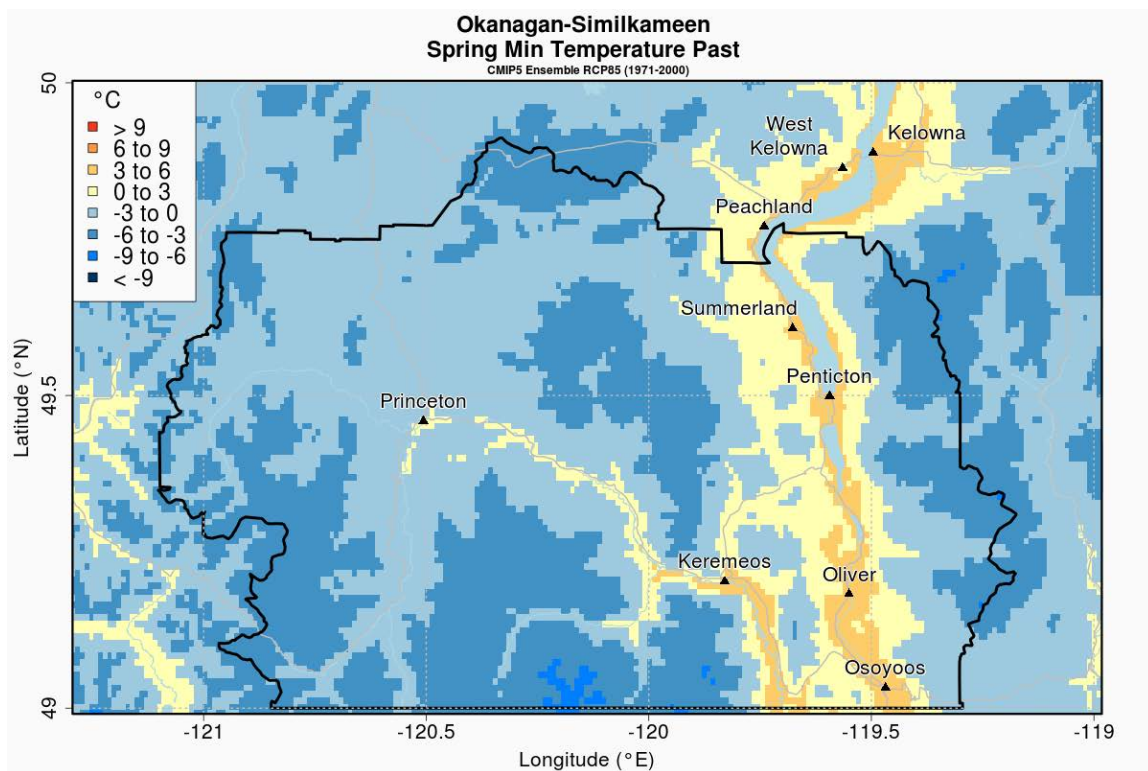 Okanagan-Similkameen
Spring Min Temperature Past
CMIP5 Ensemble RCP85 (1971-2000)
°C
> 9
6 to 9
3 to 6
0 to 3
-3 to 0
-6 to -3
-9 to -6
< -9
West
Kelowna
Kelowna
Peachland
Summerland
Penticton
Princeton
Keremeos
Oliver
Osoyoos
50
49.5
49
Latitude (°N)
-121
-120.5
-120
-119.5
-119
Longitude (°E)